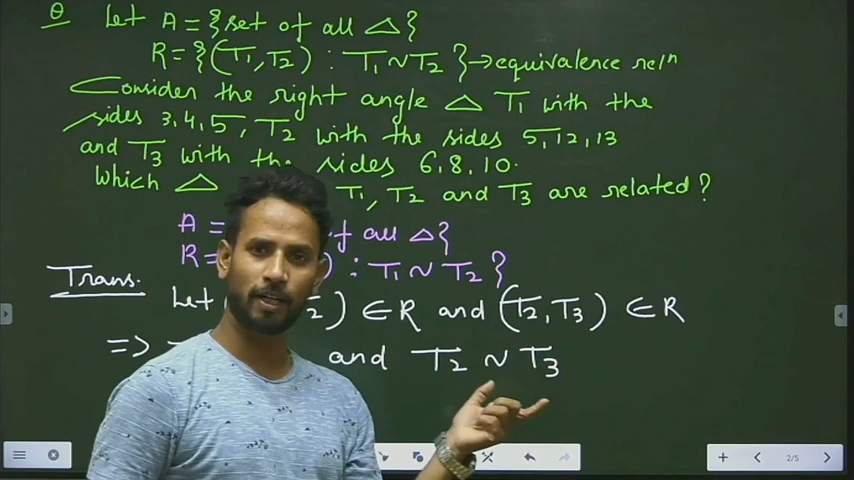 Q Let A = {set of all △}
R = {(T₁, T₂) : T₁ ~ T₂} → equivalence relⁿ
Consider the right angle △ T₁ with the
sides 3, 4, 5, T₂ with the sides 5, 12, 13
and T₃ with the sides 6, 8, 10.
Which △ T₁, T₂ and T₃ are related?
A = of all △{
R = ) : T₁ ~ T₂}
Trans. Let ₂) ∈ R and (T₂, T₃) ∈ R
=> and T₂ ~ T₃
2/5